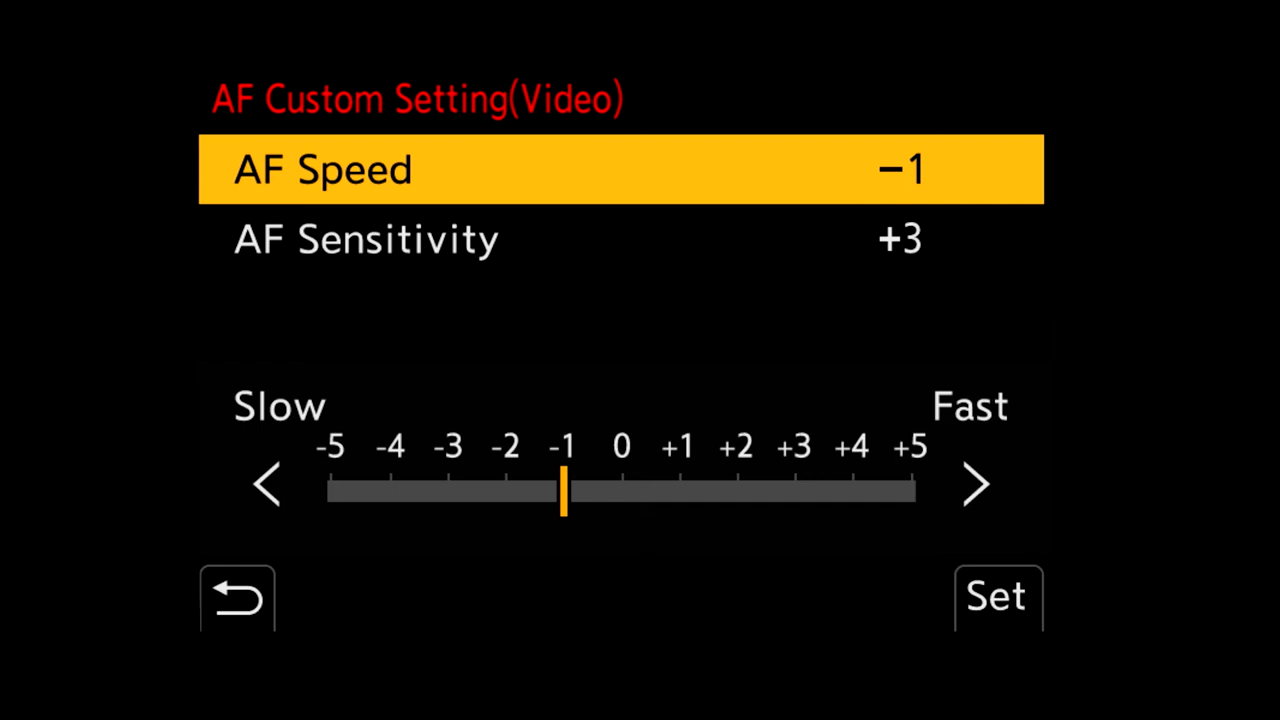 AF Custom Setting(Video)
AF Speed −1
AF Sensitivity +3
Slow Fast
-5 -4 -3 -2 -1 0 +1 +2 +3 +4 +5
Set